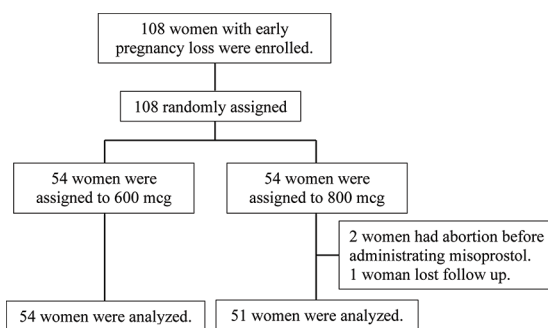 108 women with early
pregnancy loss were enrolled.
108 randomly assigned
54 women were
assigned to 600 mcg
54 women were
assigned to 800 mcg
2 women had abortion before
administrating misoprostol.
1 woman lost follow up.
54 women were analyzed.
51 women were analyzed.